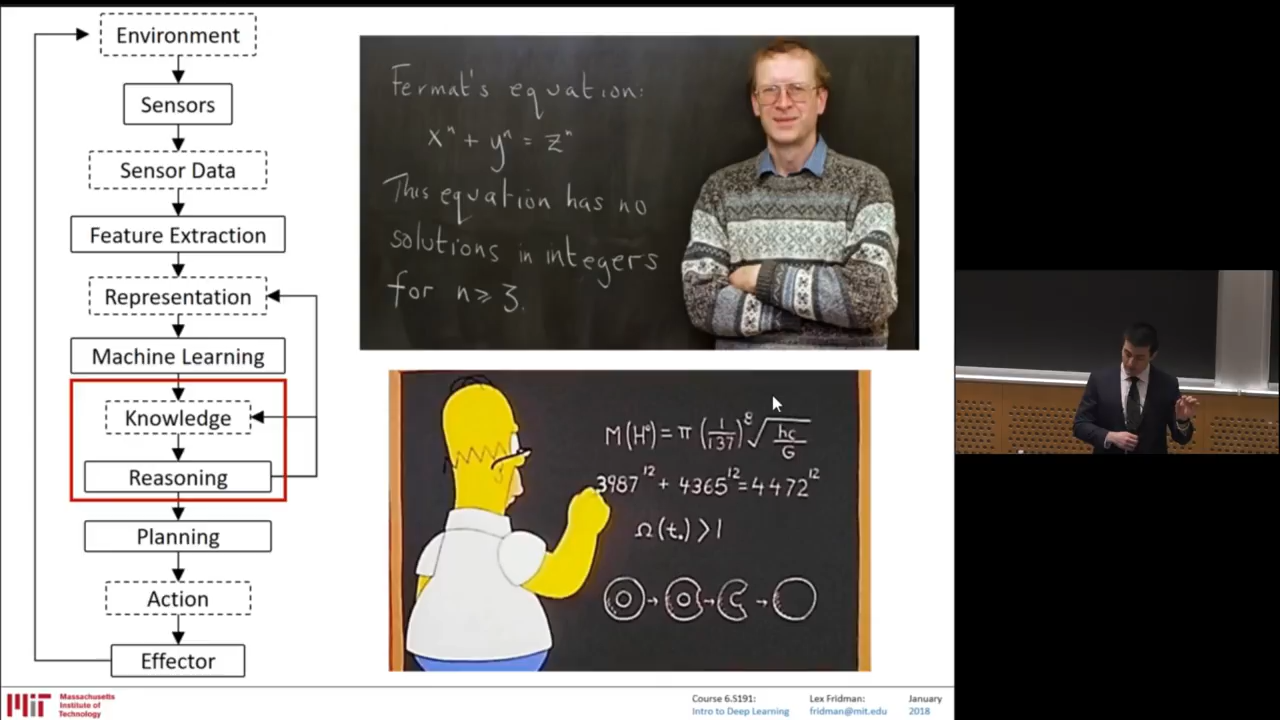 Environment
Sensors
Sensor Data
Feature Extraction
Representation
Machine Learning
Knowledge
Reasoning
Planning
Action
Effector
Fermat's equation:
xⁿ + yⁿ = zⁿ
This equation has no
solutions in integers
for n ≥ 3.
M(H°) = π (1/137)⁸ √(hc/G)
3987¹² + 4365¹² = 4472¹²
Ω(t₀) > 1
MIT Massachusetts
Institute of
Technology
Course 6.S191:
Intro to Deep Learning
Lex Fridman:
fridman@mit.edu
January
2018